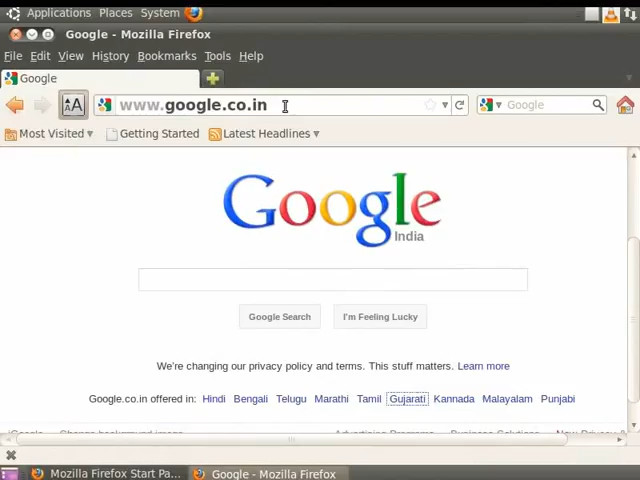 Applications Places System
Google - Mozilla Firefox
File Edit View History Bookmarks Tools Help
Google
AA www.google.co.in Google
Most Visited Getting Started Latest Headlines
Google
India
Google Search I'm Feeling Lucky
We're changing our privacy policy and terms. This stuff matters. Learn more
Google.co.in offered in: Hindi Bengali Telugu Marathi Tamil Gujarati Kannada Malayalam Punjabi
Mozilla Firefox Start Pa... Google - Mozilla Firefox